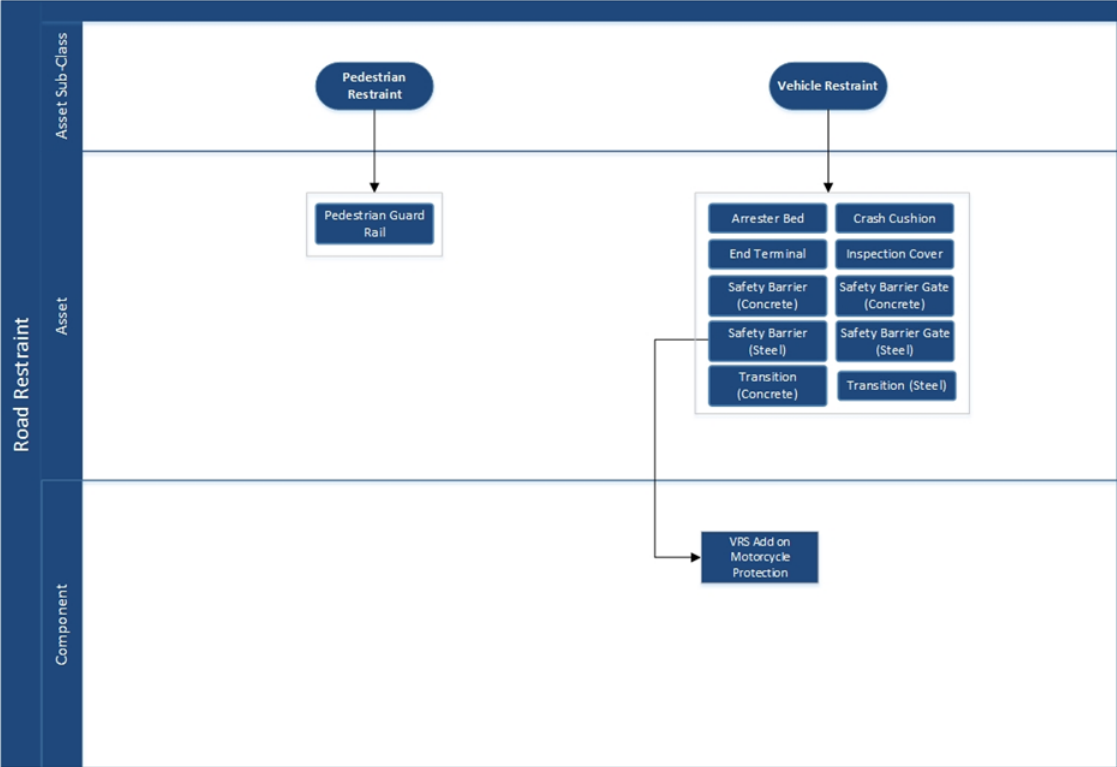 Road Restraint
Asset Sub-Class
Pedestrian
Restraint
Vehicle Restraint
Asset
Pedestrian Guard
Rail
Arrester Bed
Crash Cushion
End Terminal
Inspection Cover
Safety Barrier
(Concrete)
Safety Barrier Gate
(Concrete)
Safety Barrier
(Steel)
Safety Barrier Gate
(Steel)
Transition
(Concrete)
Transition (Steel)
Component
VRS Add on
Motorcycle
Protection